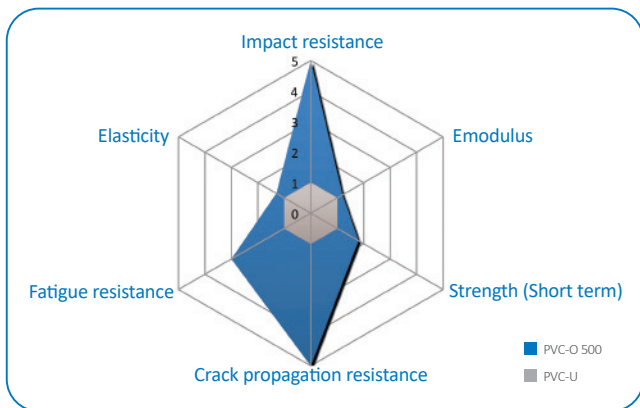 Impact resistance
5
4
3
2
1
0
Elasticity
Emodulus
Fatigue resistance
Strength (Short term)
Crack propagation resistance
PVC-O 500
PVC-U